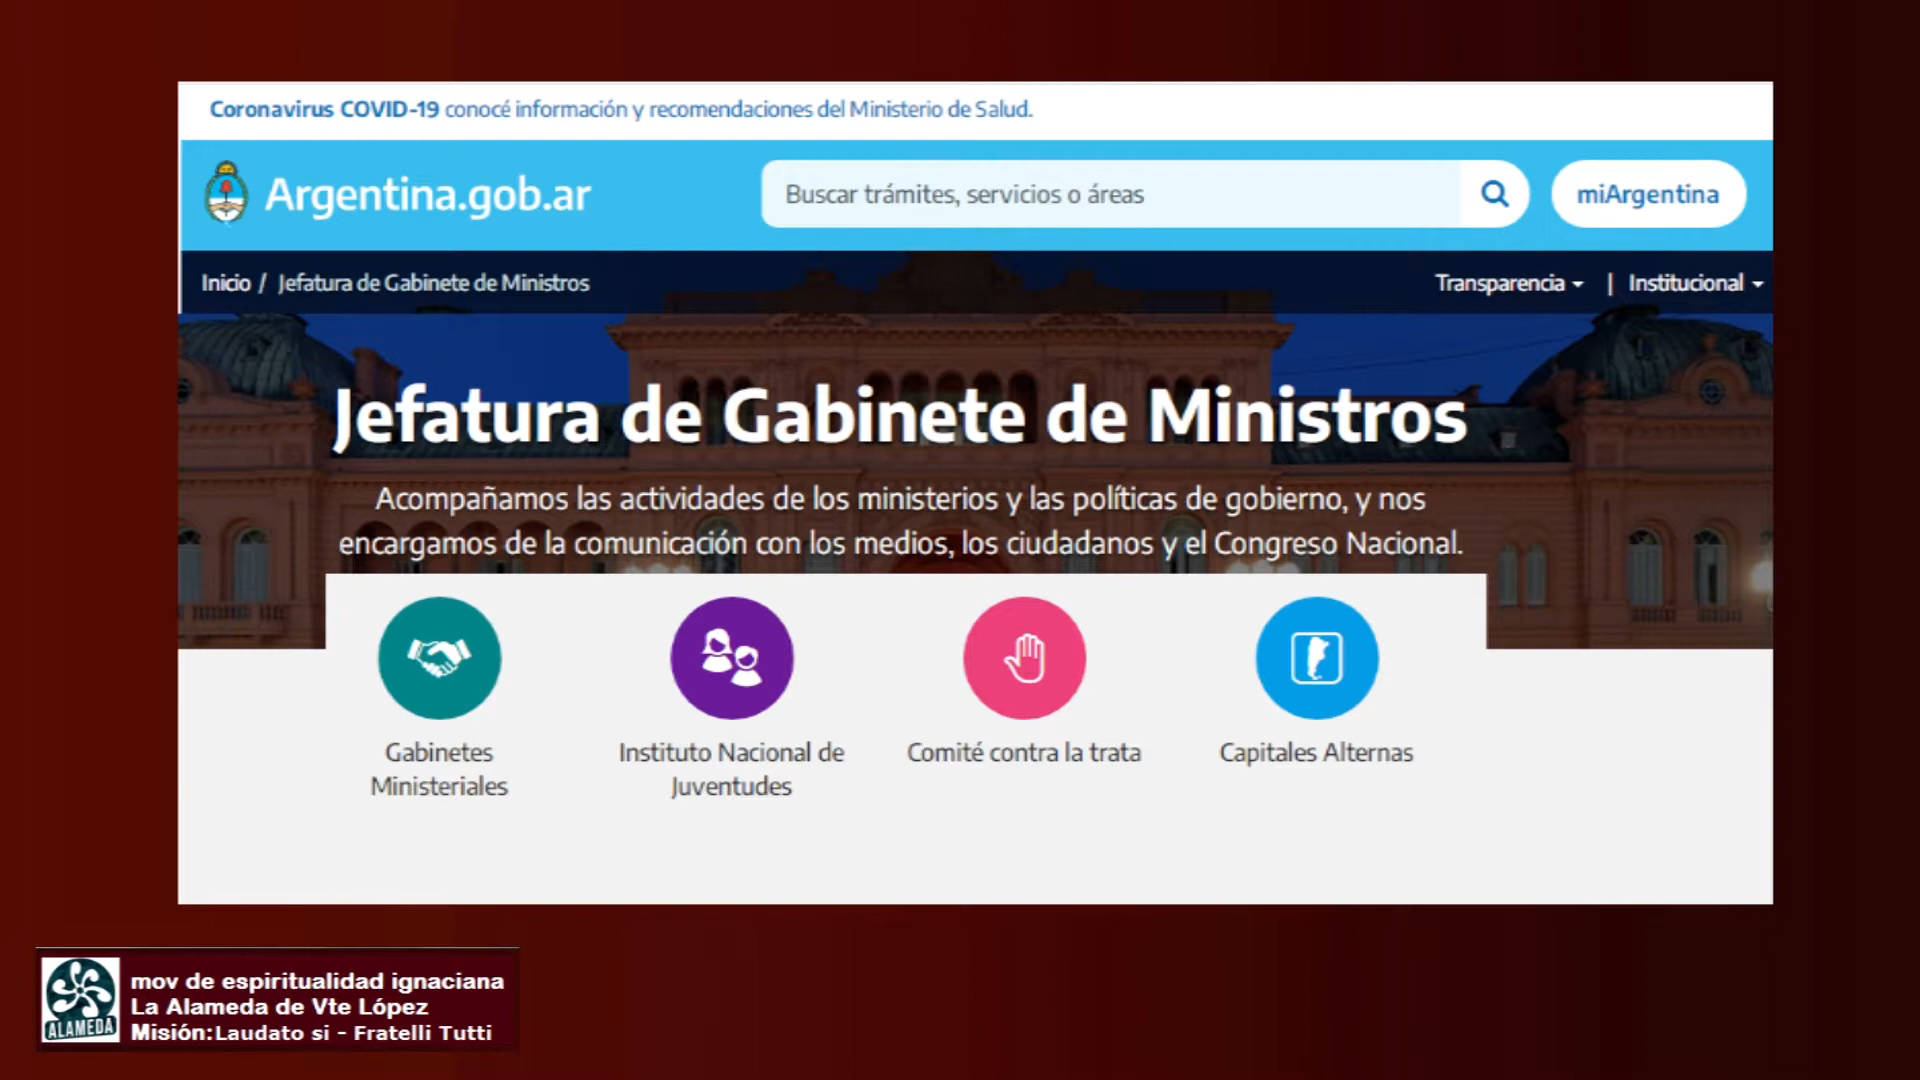 Coronavirus COVID-19 conocé información y recomendaciones del Ministerio de Salud.
Argentina.gob.ar
Buscar trámites, servicios o áreas
miArgentina
Inicio / Jefatura de Gabinete de Ministros
Transparencia | Institucional
Jefatura de Gabinete de Ministros
Acompañamos las actividades de los ministerios y las políticas de gobierno, y nos
encargamos de la comunicación con los medios, los ciudadanos y el Congreso Nacional.
Gabinetes
Ministeriales
Instituto Nacional de
Juventudes
Comité contra la trata
Capitales Alternas
ALAMEDA
mov de espiritualidad ignaciana
La Alameda de Vte López
Misión:Laudato si - Fratelli Tutti